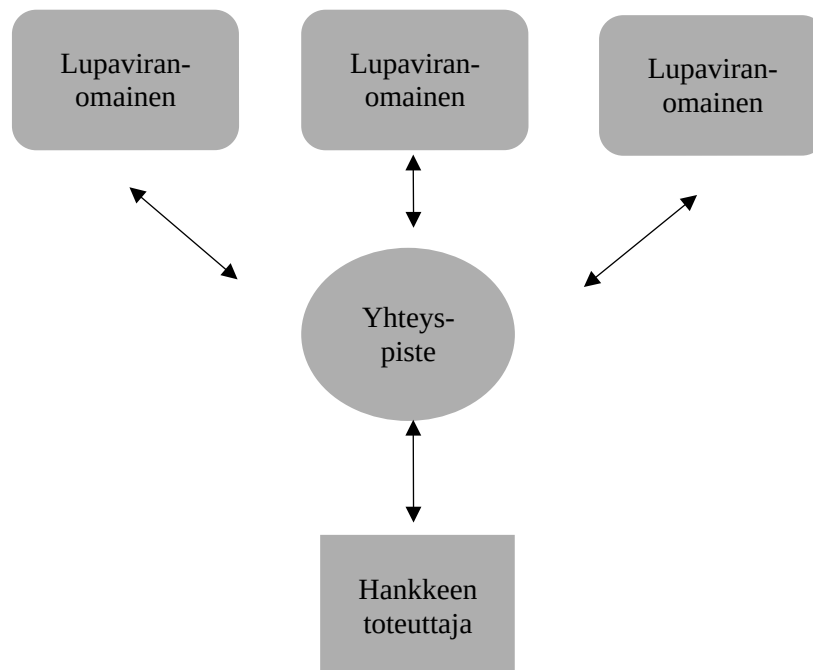 Lupaviran-
omainen
Lupaviran-
omainen
Lupaviran-
omainen
Yhteys-
piste
Hankkeen
toteuttaja